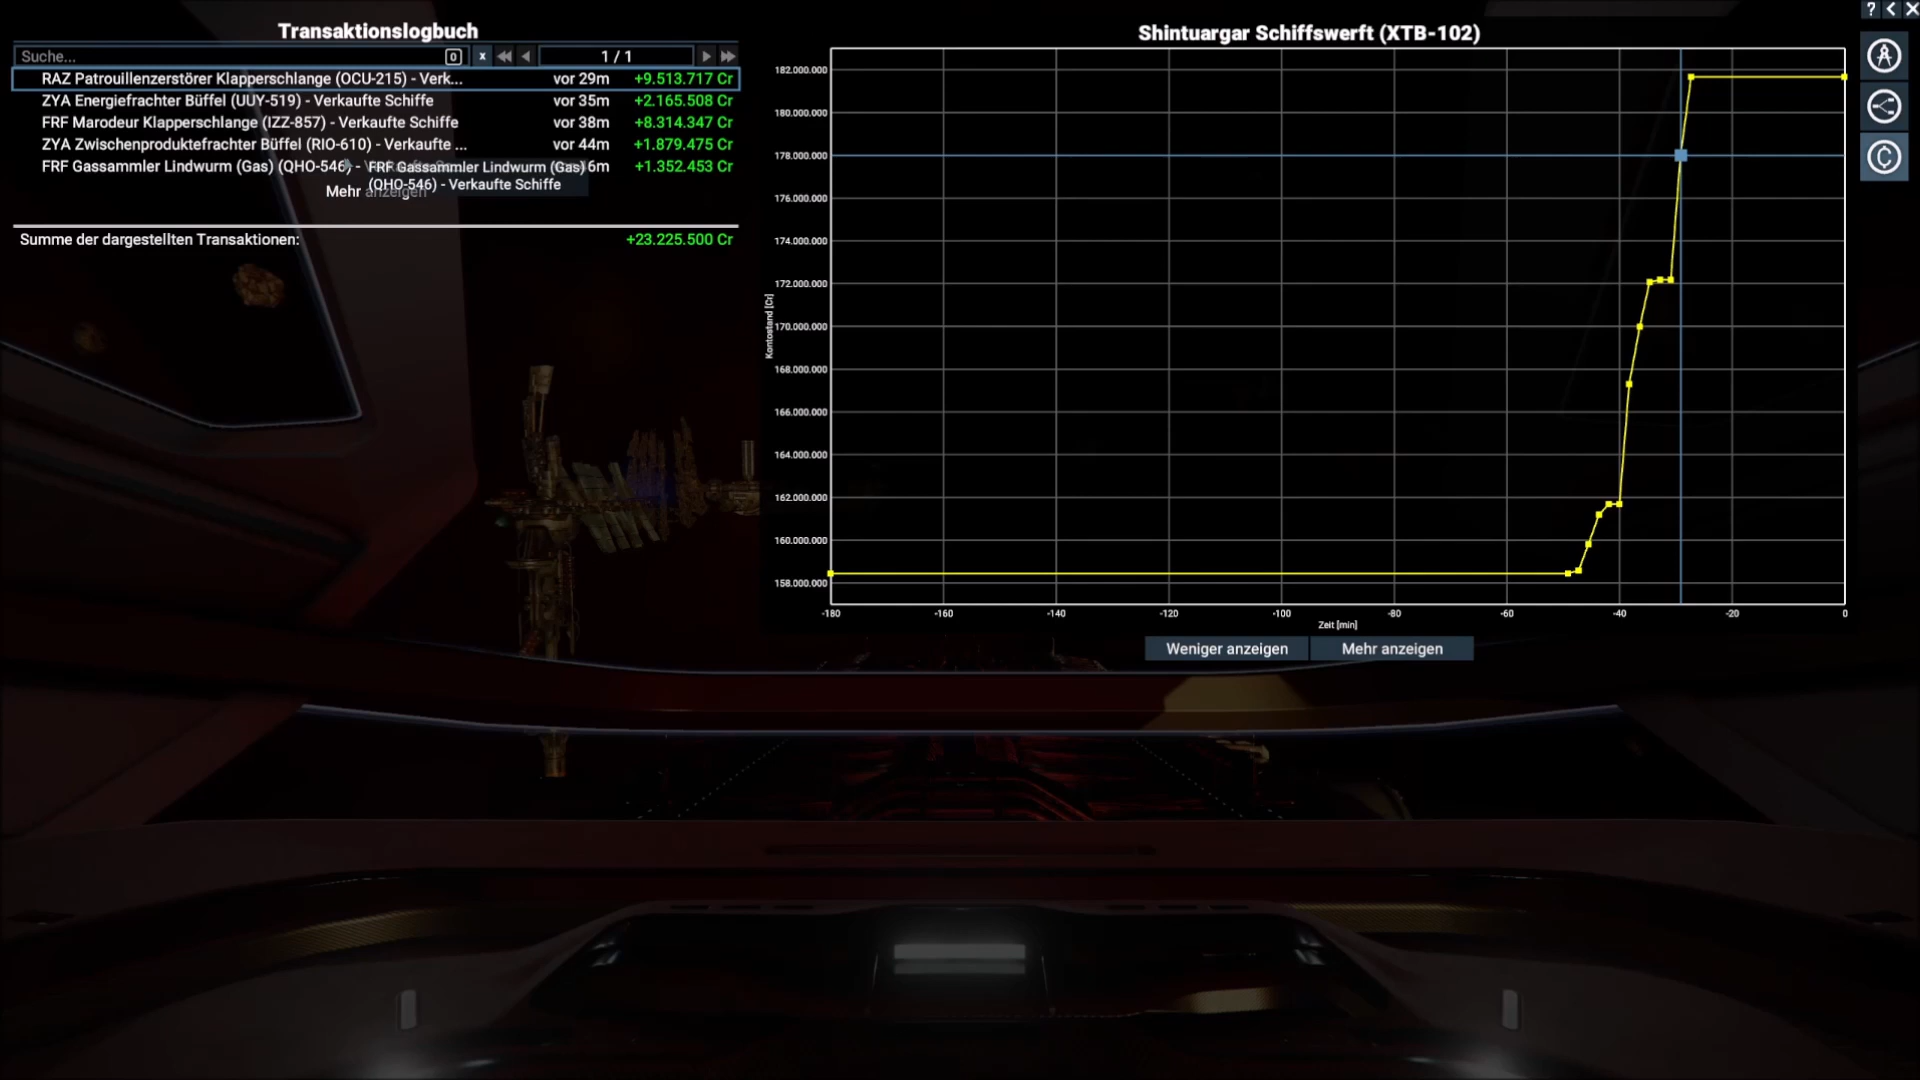 Transaktionslogbuch
Suche...
0
x
1 / 1
RAZ Patrouillenzerstörer Klapperschlange (OCU-215) - Verk... vor 29m +9.513.717 Cr
ZYA Energiefrachter Büffel (UUY-519) - Verkaufte Schiffe vor 35m +2.165.508 Cr
FRF Marodeur Klapperschlange (IZZ-857) - Verkaufte Schiffe vor 38m +8.314.347 Cr
ZYA Zwischenproduktefrachter Büffel (RIO-610) - Verkaufte ... vor 44m +1.879.475 Cr
FRF Gassammler Lindwurm (Gas) (QHO-546) - 6m +1.352.453 Cr
FRF Gassammler Lindwurm (Gas)
(QHO-546) - Verkaufte Schiffe
Mehr anzeigen
Summe der dargestellten Transaktionen: +23.225.500 Cr
Shintuargar Schiffswerft (XTB-102)
?
Kontostand [Cr]
182.000.000
180.000.000
178.000.000
176.000.000
174.000.000
172.000.000
170.000.000
168.000.000
166.000.000
164.000.000
162.000.000
160.000.000
158.000.000
-180 -160 -140 -120 -100 -80 -60 -40 -20 0
Zeit [min]
Weniger anzeigen
Mehr anzeigen